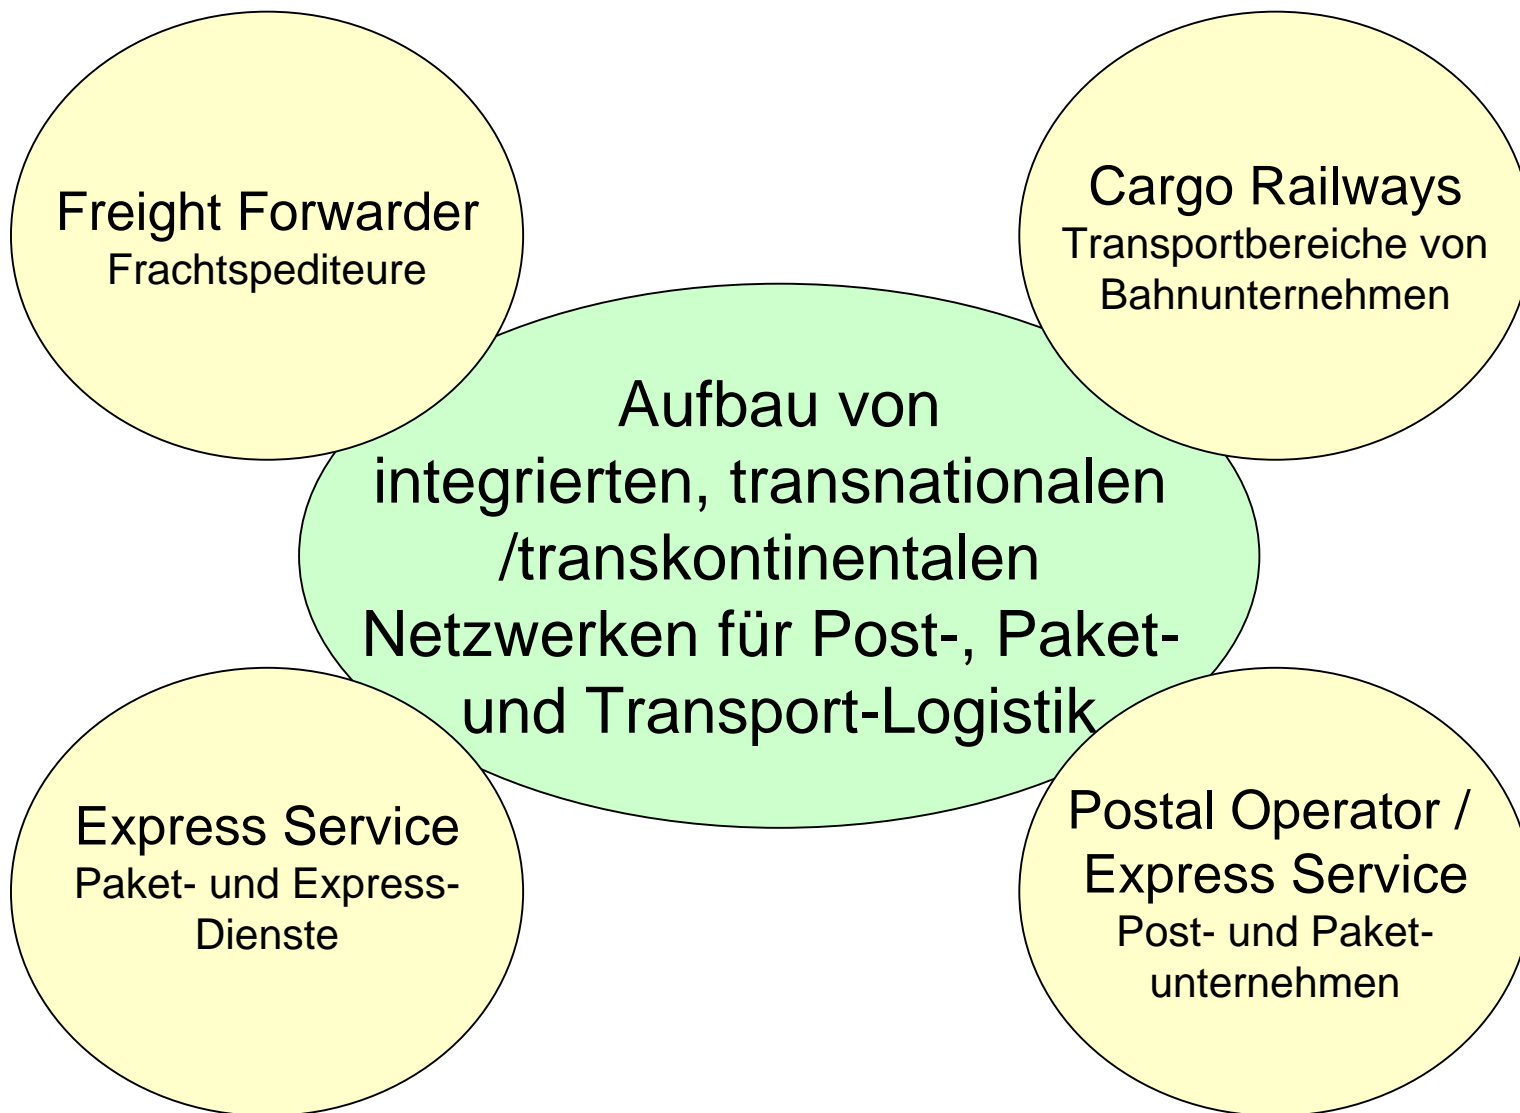 Freight Forwarder
Frachtspediteure
Cargo Railways
Transportbereiche von
Bahnunternehmen
Aufbau von
integrierten, transnationalen
/transkontinentalen
Netzwerken für Post-, Paket-
und Transport-Logistik
Express Service
Paket- und Express-
Dienste
Postal Operator /
Express Service
Post- und Paket-
unternehmen